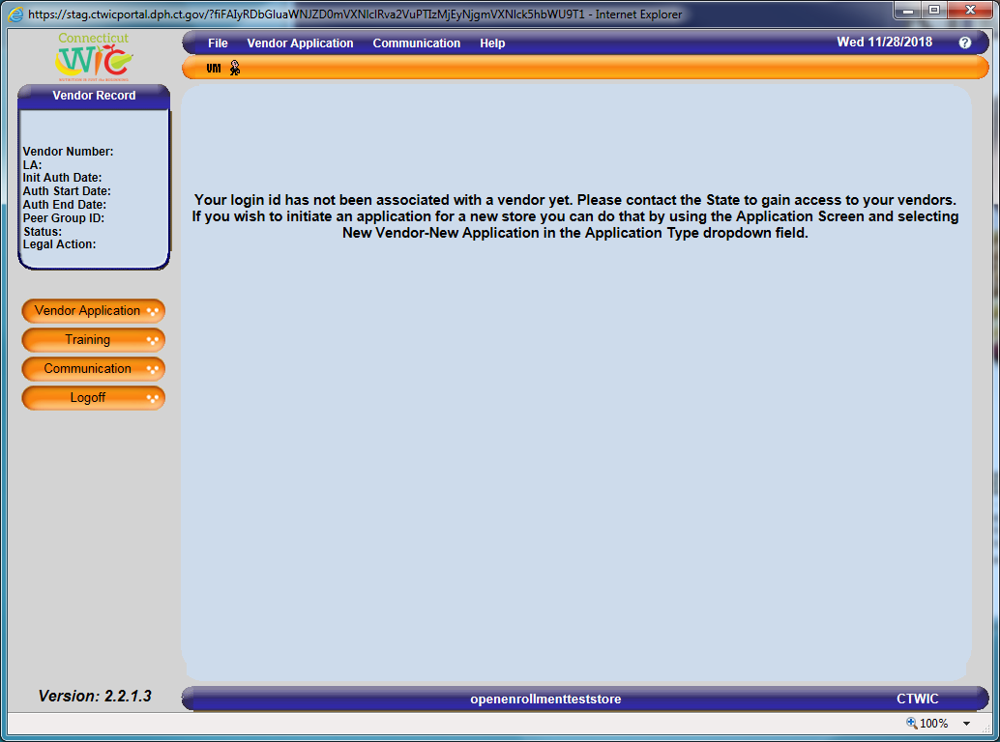 https://stag.ctwicportal.dph.ct.gov/?fiFAIyRDbGluaWNJZD0mVXNlclRva2VuPTIzMjEyNjgmVXNlck5hbWU9T1 - Internet Explorer
Connecticut
WIC
File Vendor Application Communication Help Wed 11/28/2018 ?
VM
Vendor Record
Vendor Number:
LA:
Init Auth Date:
Auth Start Date:
Auth End Date:
Peer Group ID:
Status:
Legal Action:
Your login id has not been associated with a vendor yet. Please contact the State to gain access to your vendors.
If you wish to initiate an application for a new store you can do that by using the Application Screen and selecting
New Vendor-New Application in the Application Type dropdown field.
Vendor Application
Training
Communication
Logoff
Version: 2.2.1.3
openenrollmentteststore CTWIC
100%